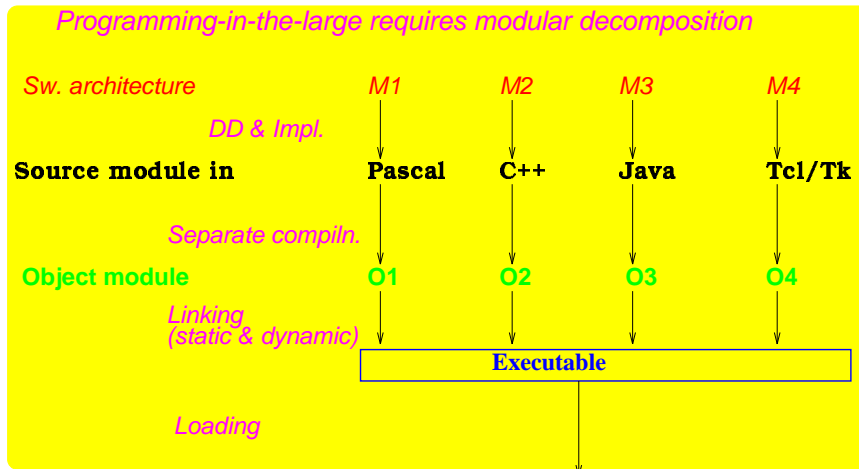 Programming-in-the-large requires modular decomposition
Sw. architecture M1 M2 M3 M4
DD & Impl.
Source module in Pascal C++ Java Tcl/Tk
Separate compiln.
Object module O1 O2 O3 O4
Linking
(static & dynamic)
Executable
Loading